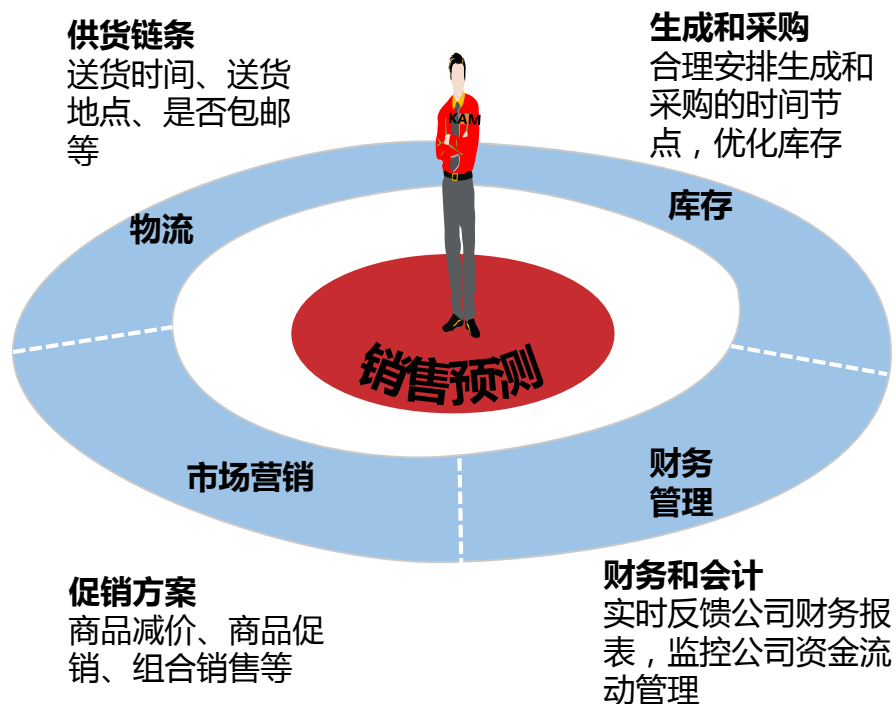 供货链条
送货时间、送货
地点、是否包邮
等
生成和采购
合理安排生成和
采购的时间节
点，优化库存
KAM
物流
库存
销售预测
市场营销
财务
管理
促销方案
商品减价、商品促
销、组合销售等
财务和会计
实时反馈公司财务报
表，监控公司资金流
动管理